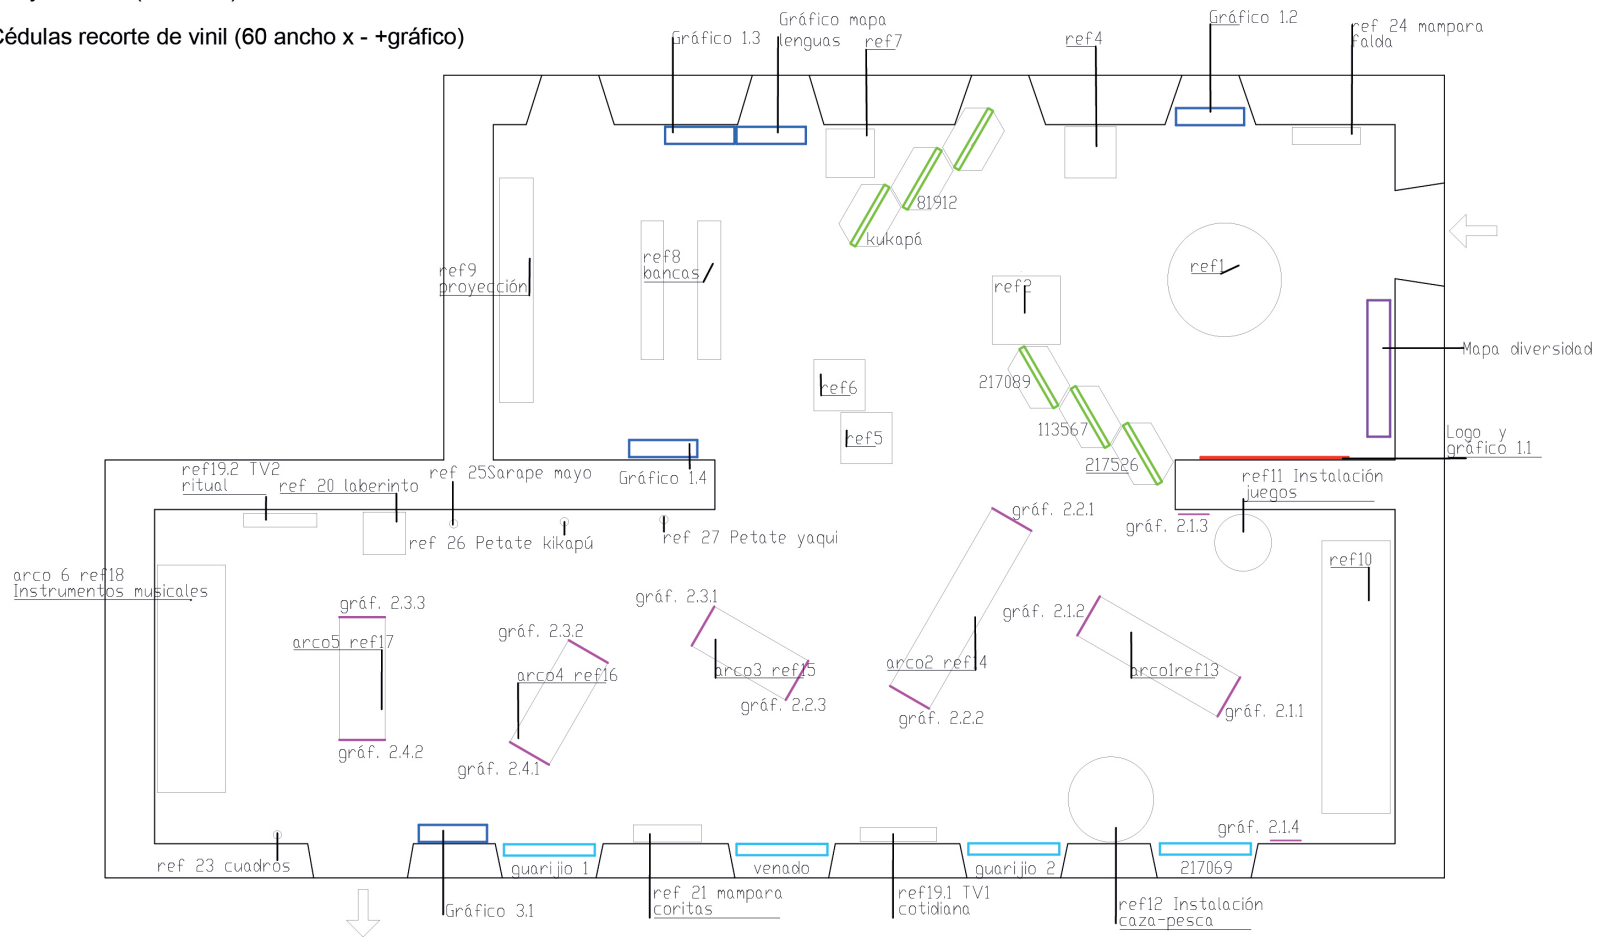 Cédulas recorte de vinil (60 ancho x - +gráfico)
Gráfico 1.3
Gráfico mapa
lenguas
ref7
ref4
Gráfico 1.2
ref 24 mampara
falda
81912
kukapá
ref9
proyección
ref8
bancas
ref1
ref2
Mapa diversidad
217089
ref6
113567
ref5
217526
Logo y
gráfico 1.1
ref19.2 TV2
ritual
ref 20 laberinto
ref 25Sarape mayo
Gráfico 1.4
ref11 Instalación
juegos
gráf. 2.2.1
gráf. 2.1.3
ref 26 Petate kikapú
ref 27 Petate yaqui
ref10
arco 6 ref18
Instrumentos musicales
gráf. 2.3.3
gráf. 2.3.1
gráf. 2.1.2
gráf. 2.3.2
arco5 ref17
arco4 ref16
arco3 ref15
arco2 ref14
arco1ref13
gráf. 2.2.3
gráf. 2.2.2
gráf. 2.1.1
gráf. 2.4.2
gráf. 2.4.1
gráf. 2.1.4
ref 23 cuadros
guarijio 1
venado
guarijio 2
217069
Gráfico 3.1
ref 21 mampara
coritas
ref19.1 TV1
cotidiana
ref12 Instalación
caza-pesca